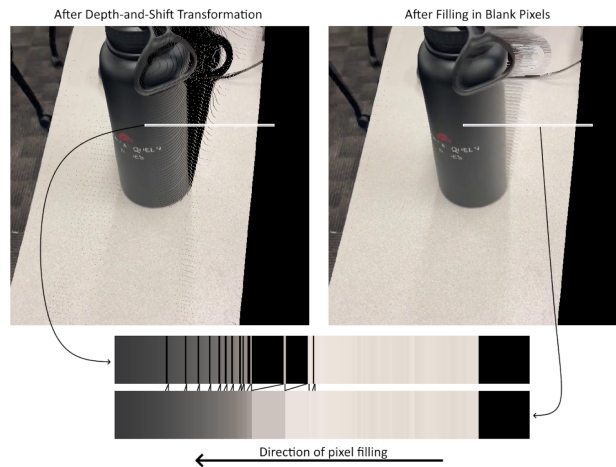 After Depth-and-Shift Transformation
After Filling in Blank Pixels
Direction of pixel filling